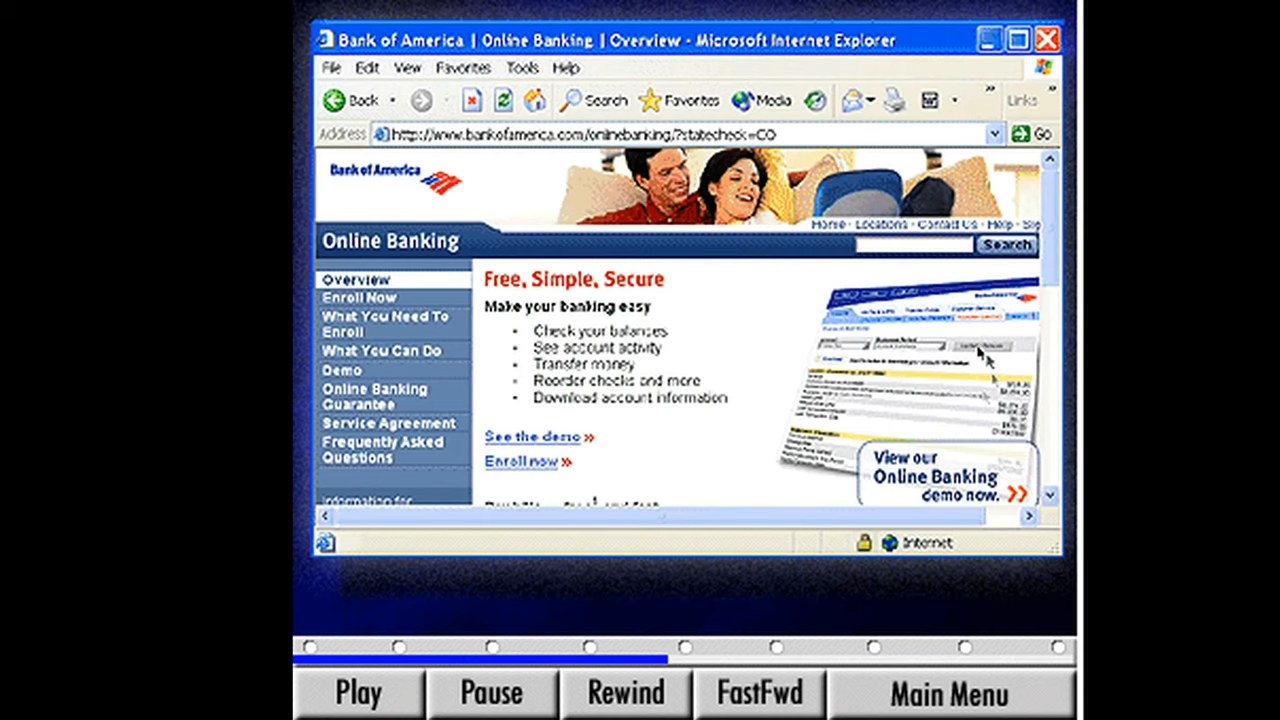 Bank of America | Online Banking | Overview - Microsoft Internet Explorer
File Edit View Favorites Tools Help
Back Search Favorites Media » Links »
Address http://www.bankofamerica.com/onlinebanking/?statecheck=CO Go
Bank of America
Home · Locations · Contact Us · Help ·
Online Banking
Search
Overview
Enroll Now
What You Need To
Enroll
What You Can Do
Demo
Online Banking
Guarantee
Service Agreement
Frequently Asked
Questions
Information for
Free, Simple, Secure
Make your banking easy
Check your balances
See account activity
Transfer money
Reorder checks and more
Download account information
See the demo »
Enroll now »
View our
Online Banking
demo now. »
Internet
Play Pause Rewind FastFwd Main Menu